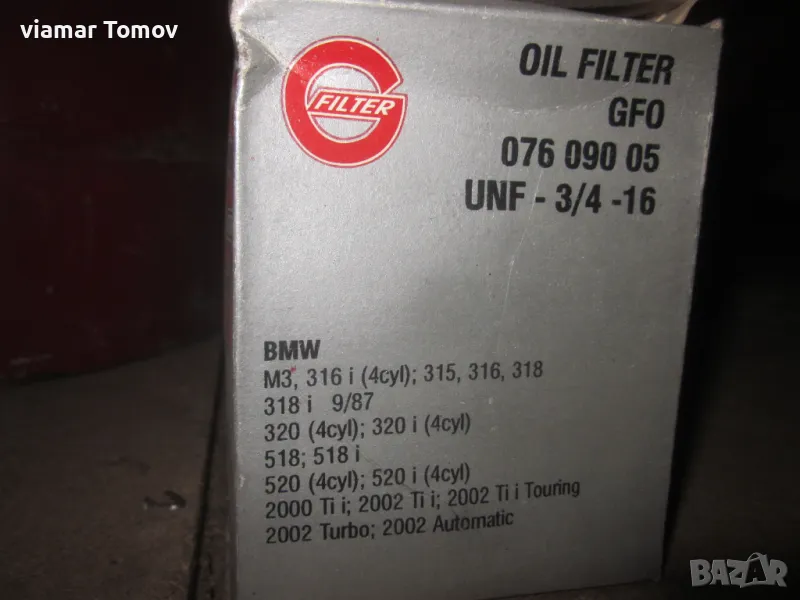 viamar Tomov
FILTER
OIL FILTER
GFO
076 090 05
UNF - 3/4 -16
BMW
M3, 316 i (4cyl); 315, 316, 318
318 i 9/87
320 (4cyl); 320 i (4cyl)
518; 518 i
520 (4cyl); 520 i (4cyl)
2000 Ti i; 2002 Ti i; 2002 Ti i Touring
2002 Turbo; 2002 Automatic
BAZAR